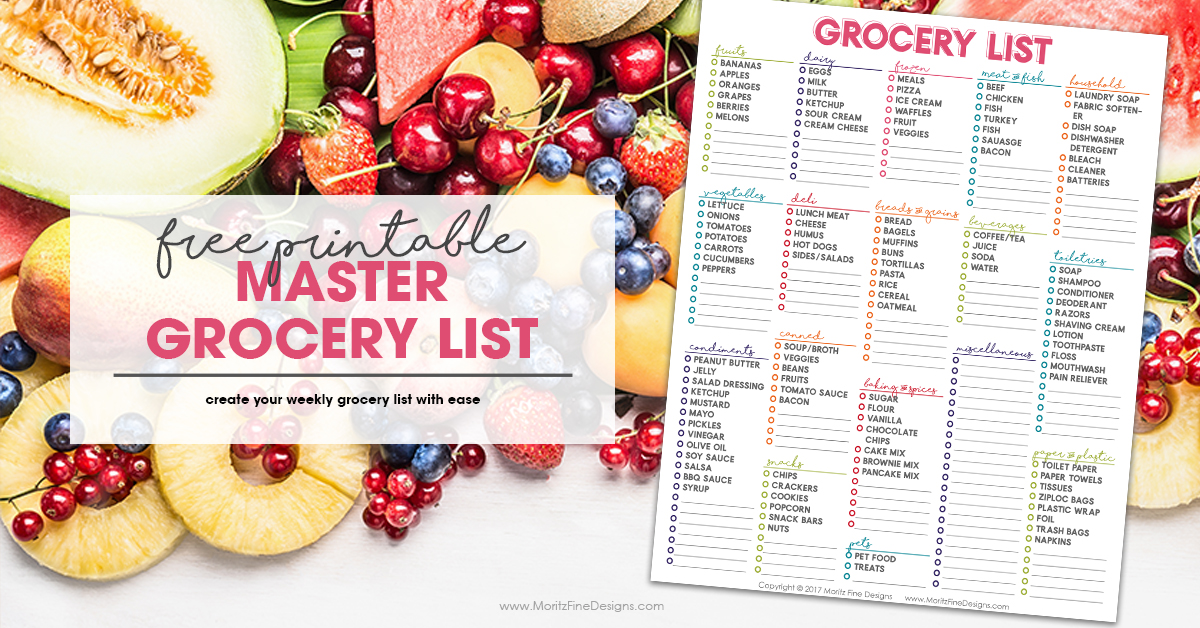 free printable
MASTER
GROCERY LIST
create your weekly grocery list with ease
www.MoritzFineDesigns.com
GROCERY LIST
fruits
BANANAS
APPLES
ORANGES
GRAPES
BERRIES
MELONS
dairy
EGGS
MILK
BUTTER
KETCHUP
SOUR CREAM
CREAM CHEESE
frozen
MEALS
PIZZA
ICE CREAM
WAFFLES
FRUIT
VEGGIES
meat & fish
BEEF
CHICKEN
FISH
TURKEY
FISH
SAUASGE
BACON
household
LAUNDRY SOAP
FABRIC SOFTEN-
ER
DISH SOAP
DISHWASHER
DETERGENT
BLEACH
CLEANER
BATTERIES
vegetables
LETTUCE
ONIONS
TOMATOES
POTATOES
CARROTS
CUCUMBERS
PEPPERS
deli
LUNCH MEAT
CHEESE
HUMUS
HOT DOGS
SIDES/SALADS
breads & grains
BREAD
BAGELS
MUFFINS
BUNS
TORTILLAS
PASTA
RICE
CEREAL
OATMEAL
beverages
COFFEE/TEA
JUICE
SODA
WATER
toiletries
SOAP
SHAMPOO
CONDITIONER
DEODERANT
RAZORS
SHAVING CREAM
LOTION
TOOTHPASTE
FLOSS
MOUTHWASH
PAIN RELIEVER
condiments
PEANUT BUTTER
JELLY
SALAD DRESSING
KETCHUP
MUSTARD
MAYO
PICKLES
VINEGAR
OLIVE OIL
SOY SAUCE
SALSA
BBQ SAUCE
SYRUP
canned
SOUP/BROTH
VEGGIES
BEANS
FRUITS
TOMATO SAUCE
BACON
snacks
CHIPS
CRACKERS
COOKIES
POPCORN
SNACK BARS
NUTS
baking & spices
SUGAR
FLOUR
VANILLA
CHOCOLATE
CHIPS
CAKE MIX
BROWNIE MIX
PANCAKE MIX
pets
PET FOOD
TREATS
miscellaneous
paper & plastic
TOILET PAPER
PAPER TOWELS
TISSUES
ZIPLOC BAGS
PLASTIC WRAP
FOIL
TRASH BAGS
NAPKINS
Copyright © 2017 Moritz Fine Designs www.MoritzFineDesigns.com